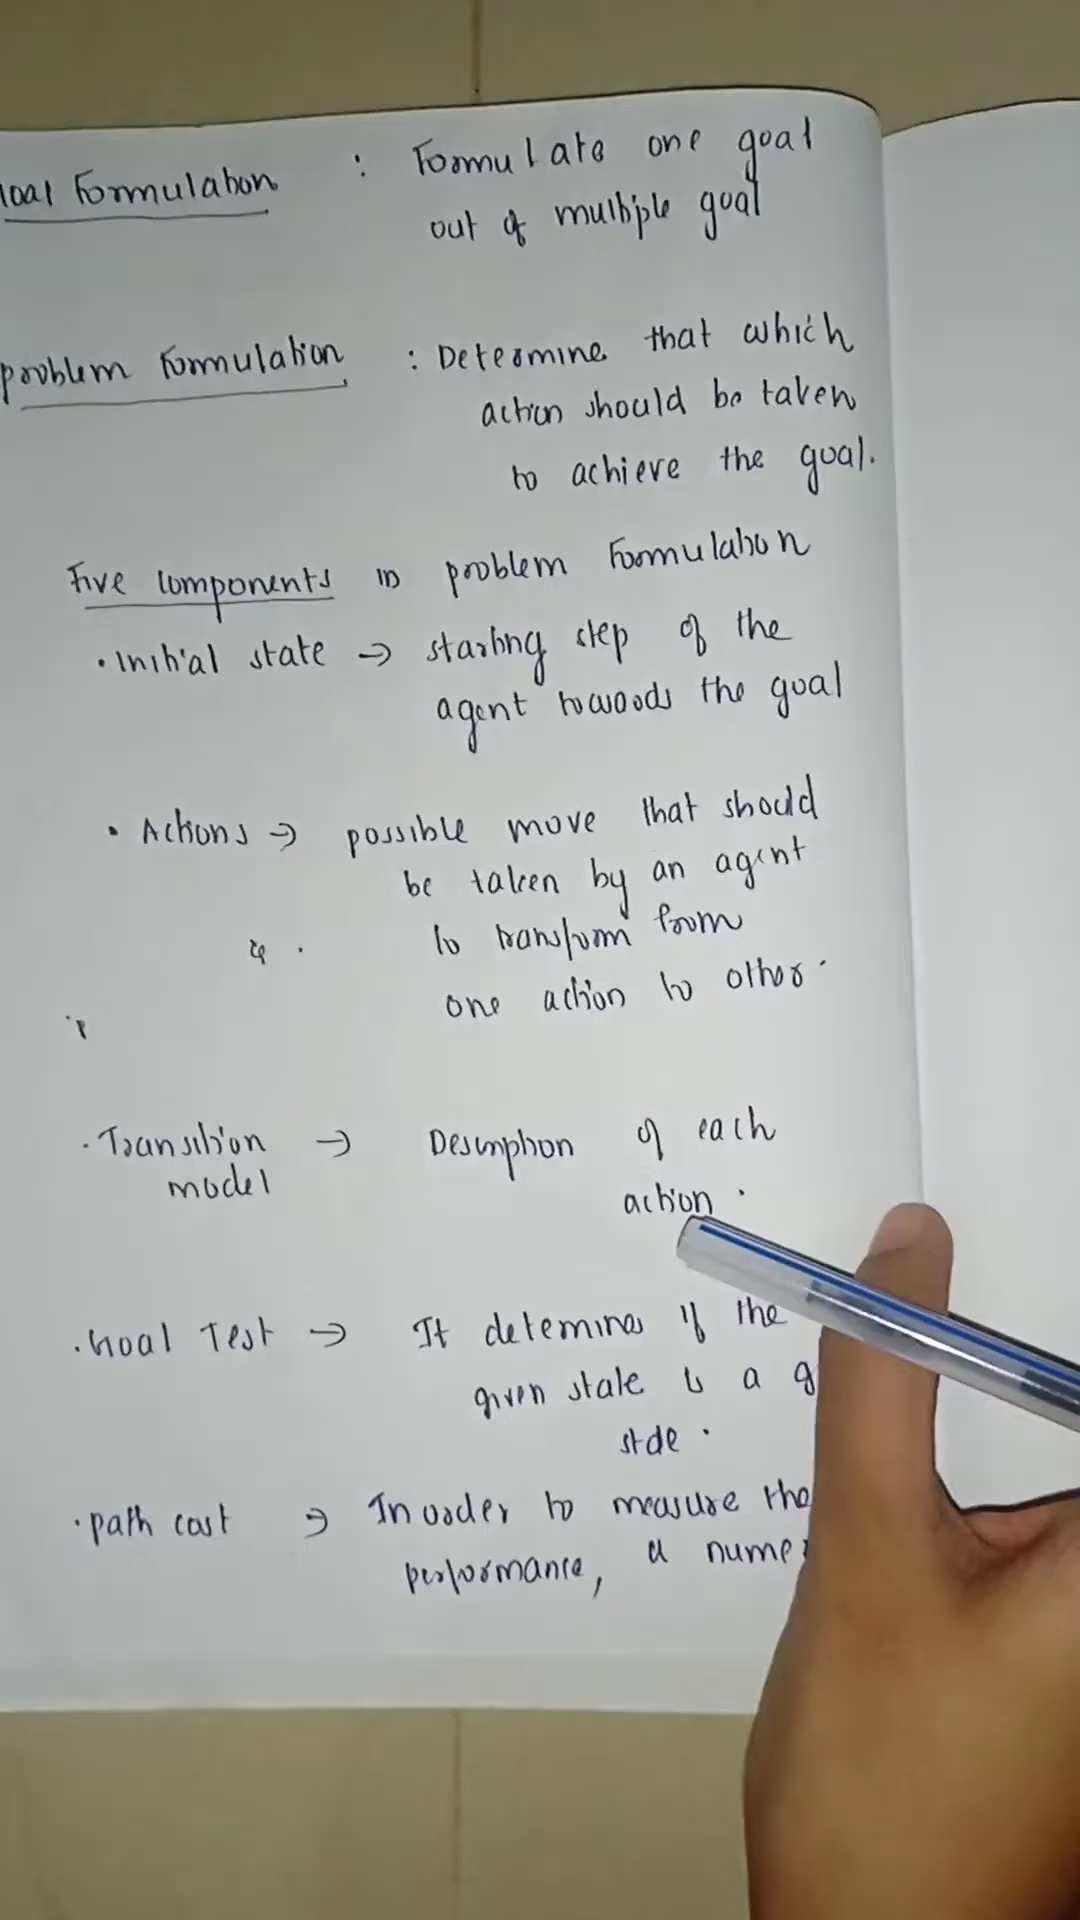 oal Formulation : Formulate one goal
out of multiple goal
problem Formulation : Determine that which
action should be taken
to achieve the goal.
Five components in problem Formulation
• Initial state → starting step of the
agent towards the goal
• Actions → possible move that should
be taken by an agent
to transform from
one action to other.
• Transition → Description of each
model
action.
• Goal Test → It determines if the
given state is a g
state.
• path cost → In order to measure the
performance, a numer